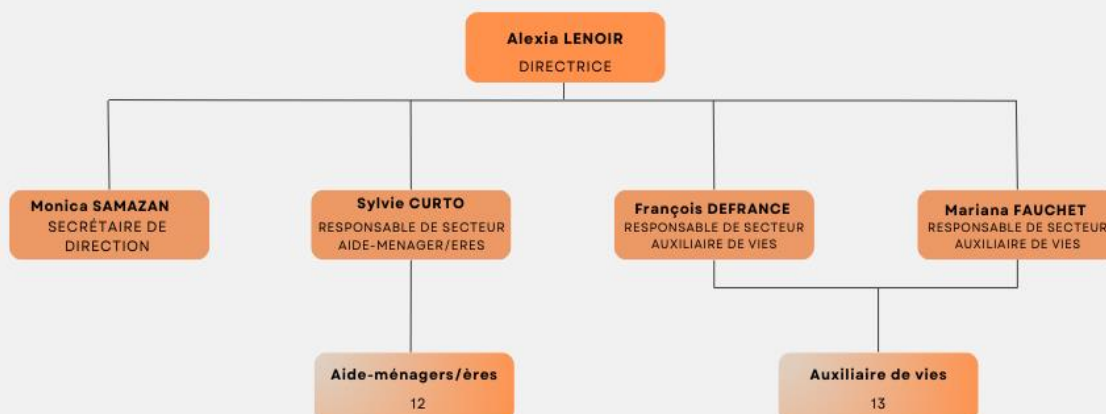 Alexia LENOIR
DIRECTRICE
Monica SAMAZAN
SECRÉTAIRE DE
DIRECTION
Sylvie CURTO
RESPONSABLE DE SECTEUR
AIDE-MENAGER/ERES
François DEFRANCE
RESPONSABLE DE SECTEUR
AUXILIAIRE DE VIES
Mariana FAUCHET
RESPONSABLE DE SECTEUR
AUXILIAIRE DE VIES
Aide-ménagers/ères
12
Auxiliaire de vies
13